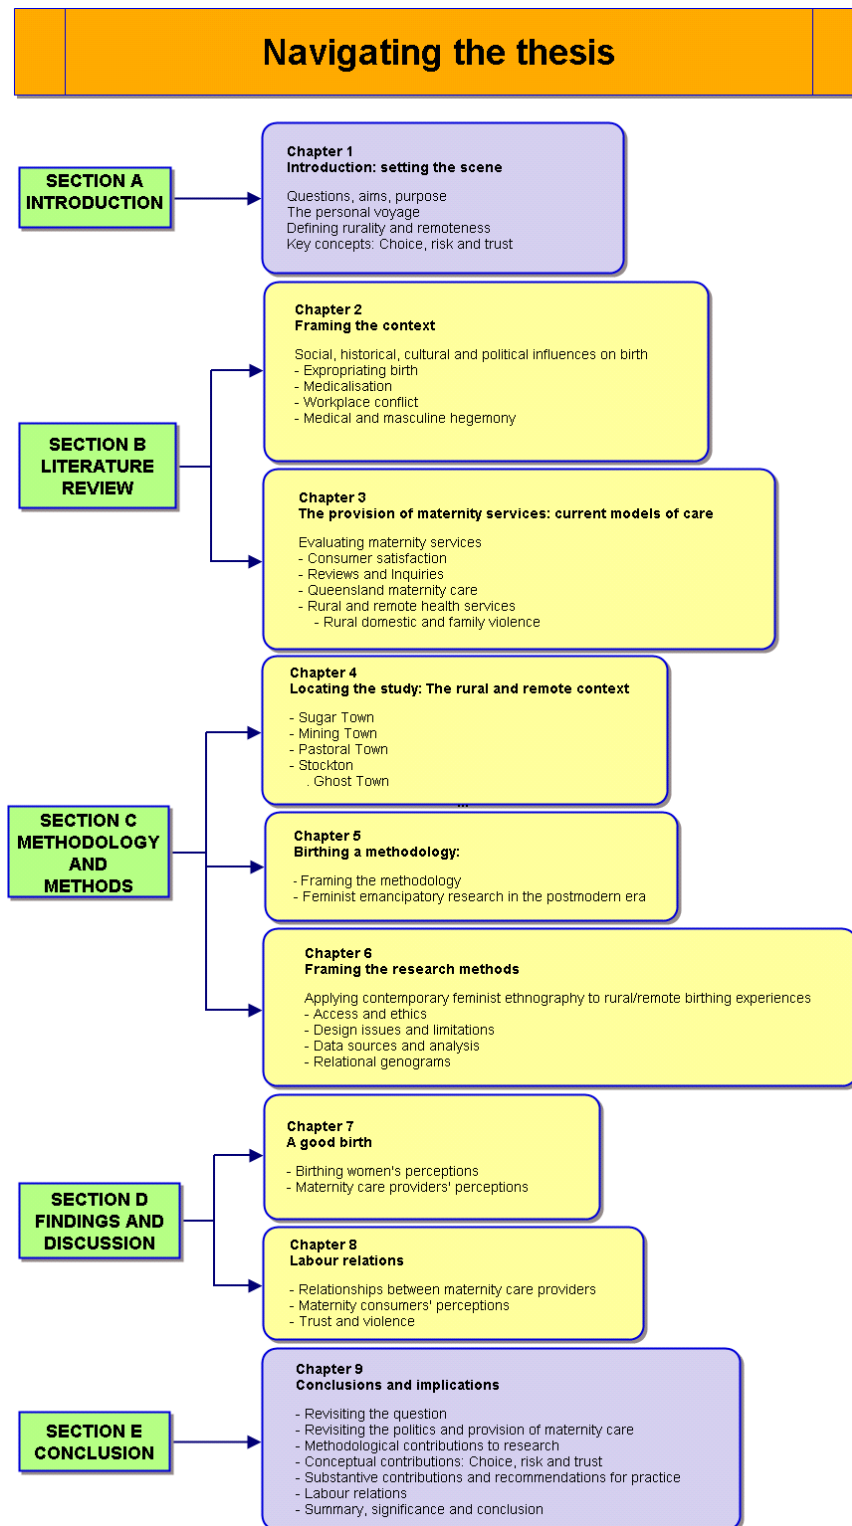 Navigating the thesis
SECTION A
INTRODUCTION
Chapter 1
Introduction: setting the scene
Questions, aims, purpose
The personal voyage
Defining rurality and remoteness
Key concepts: Choice, risk and trust
SECTION B
LITERATURE
REVIEW
Chapter 2
Framing the context
Social, historical, cultural and political influences on birth
- Expropriating birth
- Medicalisation
- Workplace conflict
- Medical and masculine hegemony
Chapter 3
The provision of maternity services: current models of care
Evaluating maternity services
- Consumer satisfaction
- Reviews and Inquiries
- Queensland maternity care
- Rural and remote health services
- Rural domestic and family violence
SECTION C
METHODOLOGY
AND
METHODS
Chapter 4
Locating the study: The rural and remote context
- Sugar Town
- Mining Town
- Pastoral Town
- Stockton
. Ghost Town
...
Chapter 5
Birthing a methodology:
- Framing the methodology
- Feminist emancipatory research in the postmodern era
Chapter 6
Framing the research methods
Applying contemporary feminist ethnography to rural/remote birthing experiences
- Access and ethics
- Design issues and limitations
- Data sources and analysis
- Relational genograms
SECTION D
FINDINGS AND
DISCUSSION
Chapter 7
A good birth
- Birthing women's perceptions
- Maternity care providers' perceptions
Chapter 8
Labour relations
- Relationships between maternity care providers
- Maternity consumers' perceptions
- Trust and violence
SECTION E
CONCLUSION
Chapter 9
Conclusions and implications
- Revisiting the question
- Revisiting the politics and provision of maternity care
- Methodological contributions to research
- Conceptual contributions: Choice, risk and trust
- Substantive contributions and recommendations for practice
- Labour relations
- Summary, significance and conclusion